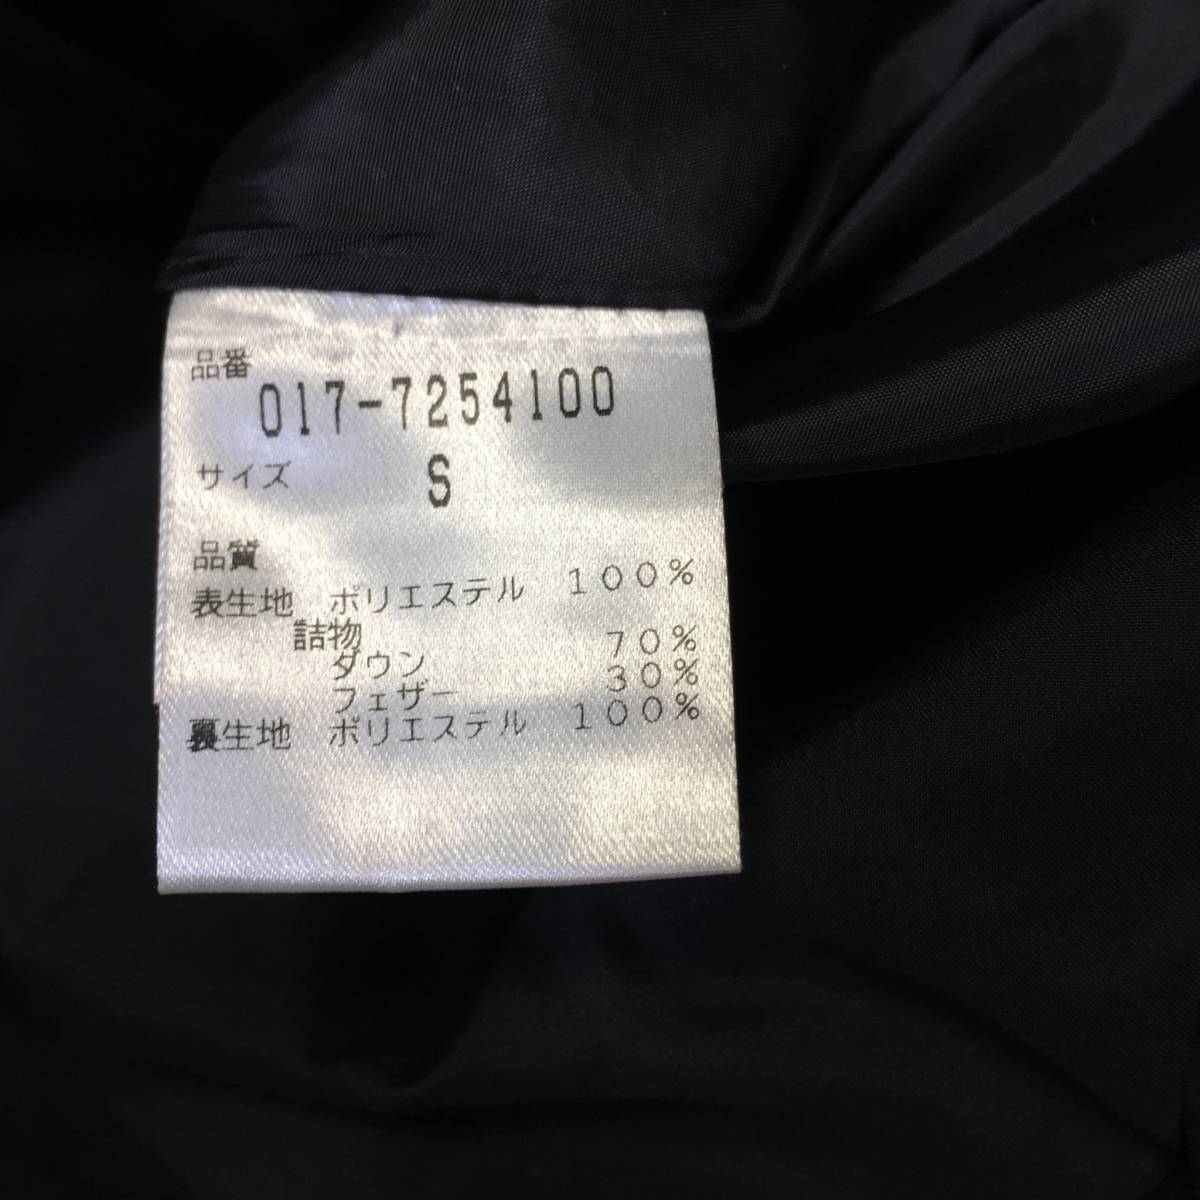 品番
017-7254100
サイズ S
品質
表生地 ポリエステル 100%
詰物
ダウン 70%
フェザー 30%
裏生地 ポリエステル 100%